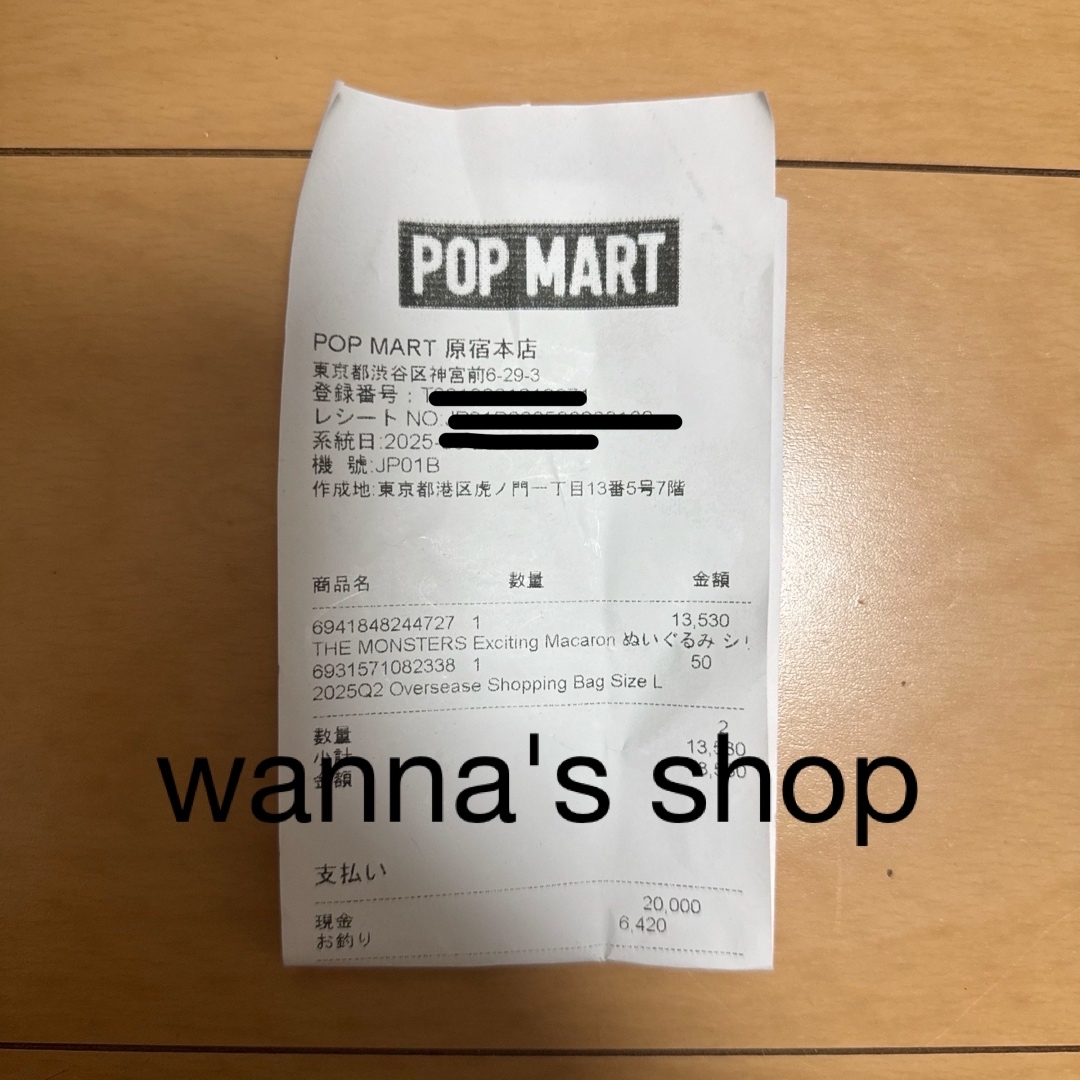 POP MART
POP MART 原宿本店
東京都渋谷区神宮前6-29-3
登録番号:
レシート NO:
系統日:2025-
機 號:JP01B
作成地:東京都港区虎ノ門一丁目13番5号7階
商品名 数量 金額
6941848244727 1 13,530
THE MONSTERS Exciting Macaron ぬいぐるみ シリ
6931571082338 1 50
2025Q2 Oversease Shopping Bag Size L
数量 2
小計
金額
wanna's shop
支払い
現金 20,000
お釣り 6,420